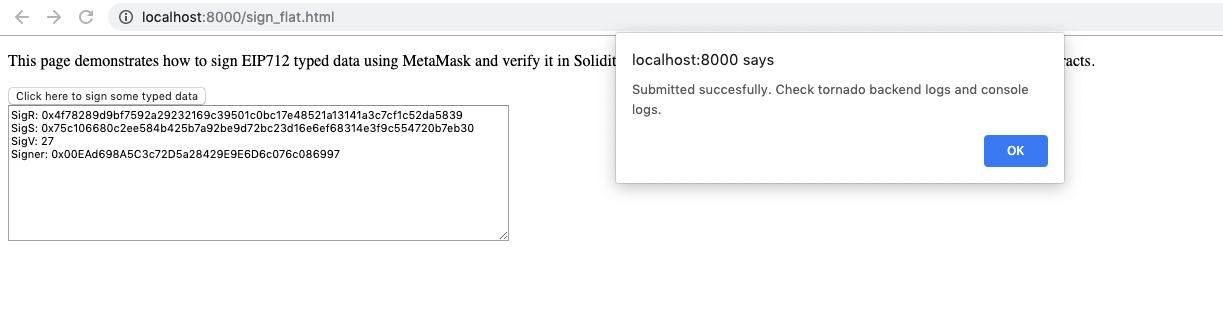 localhost:8000/sign_flat.html
This page demonstrates how to sign EIP712 typed data using MetaMask and verify it in Solidit racts.
localhost:8000 says
Submitted succesfully. Check tornado backend logs and console
logs.
OK
Click here to sign some typed data
SigR: 0x4f78289d9bf7592a29232169c39501c0bc17e48521a13141a3c7cf1c52da5839
SigS: 0x75c106680c2ee584b425b7a92be9d72bc23d16e6ef68314e3f9c554720b7eb30
SigV: 27
Signer: 0x00EAd698A5C3c72D5a28429E9E6D6c076c086997